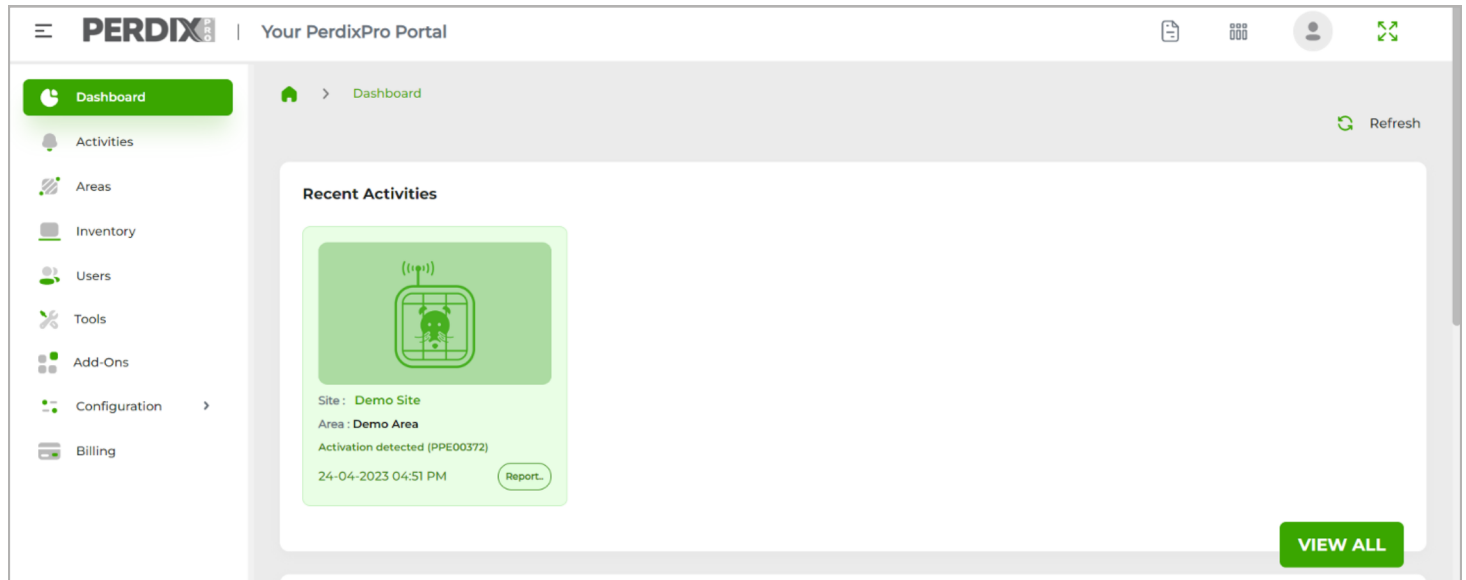 PERDIX PRO | Your PerdixPro Portal
Dashboard
Activities
Areas
Inventory
Users
Tools
Add-Ons
Configuration >
Billing
> Dashboard
Refresh
Recent Activities
Site : Demo Site
Area : Demo Area
Activation detected (PPE00372)
24-04-2023 04:51 PM
Report..
VIEW ALL